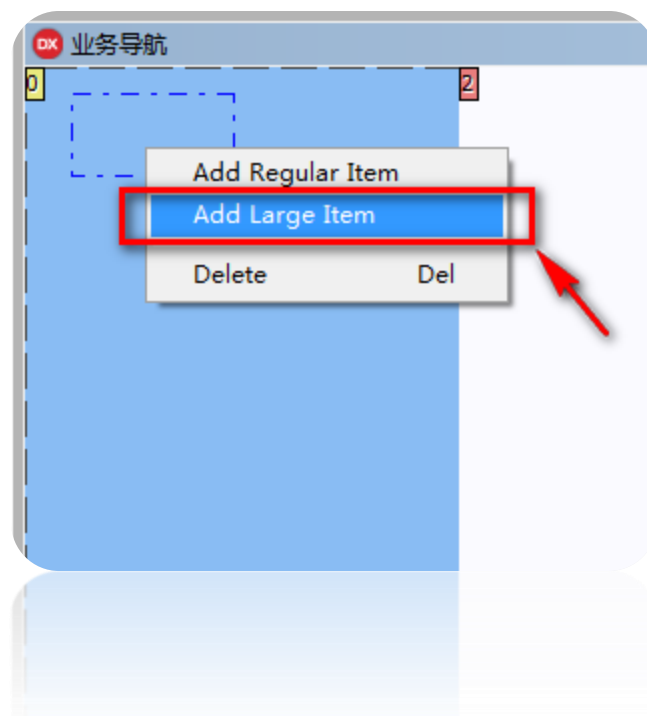 DX 业务导航
0
2
Add Regular Item
Add Large Item
Delete Del